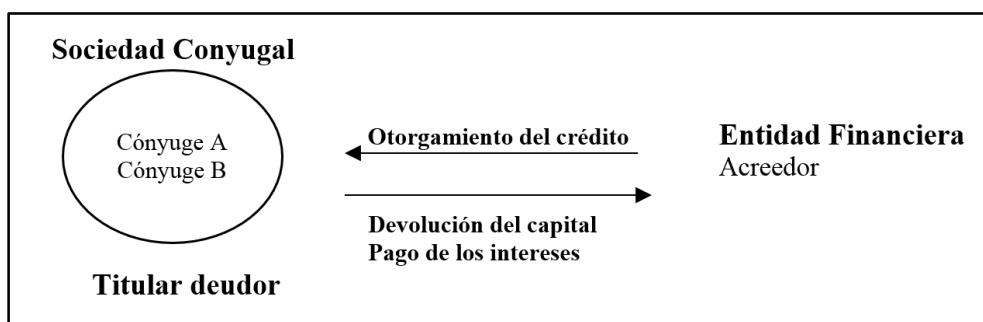 Sociedad Conyugal
Cónyuge A
Cónyuge B
Titular deudor
Otorgamiento del crédito
Devolución del capital
Pago de los intereses
Entidad Financiera
Acreedor